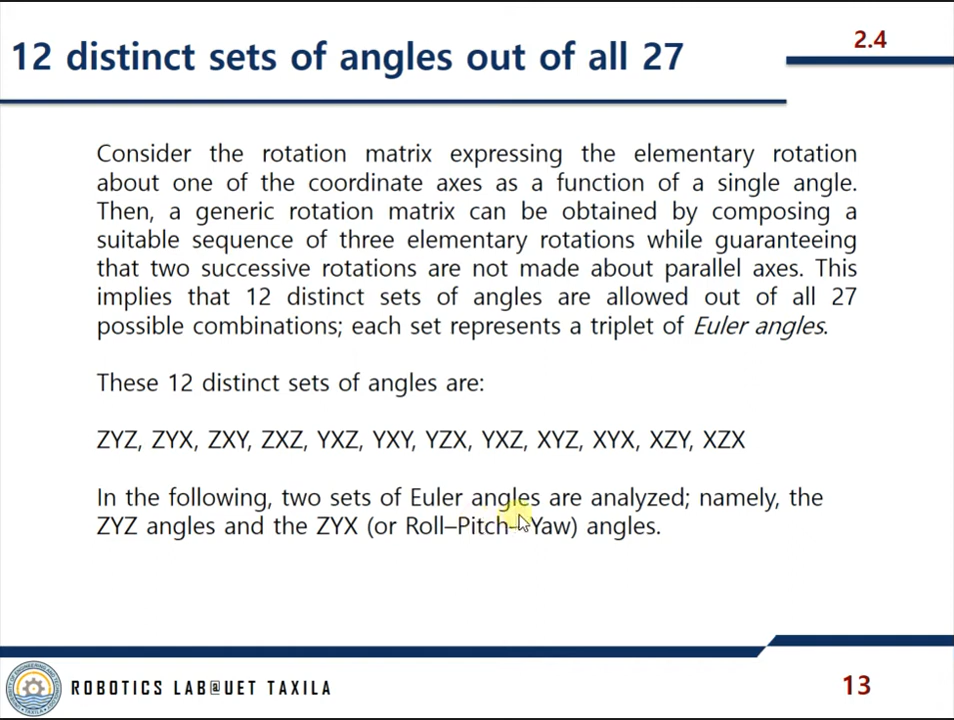 12 distinct sets of angles out of all 27
2.4
Consider the rotation matrix expressing the elementary rotation
about one of the coordinate axes as a function of a single angle.
Then, a generic rotation matrix can be obtained by composing a
suitable sequence of three elementary rotations while guaranteeing
that two successive rotations are not made about parallel axes. This
implies that 12 distinct sets of angles are allowed out of all 27
possible combinations; each set represents a triplet of Euler angles.
These 12 distinct sets of angles are:
ZYZ, ZYX, ZXY, ZXZ, YXZ, YXY, YZX, YXZ, XYZ, XYX, XZY, XZX
In the following, two sets of Euler angles are analyzed; namely, the
ZYZ angles and the ZYX (or Roll–Pitch–Yaw) angles.
ROBOTICS LAB@UET TAXILA
13